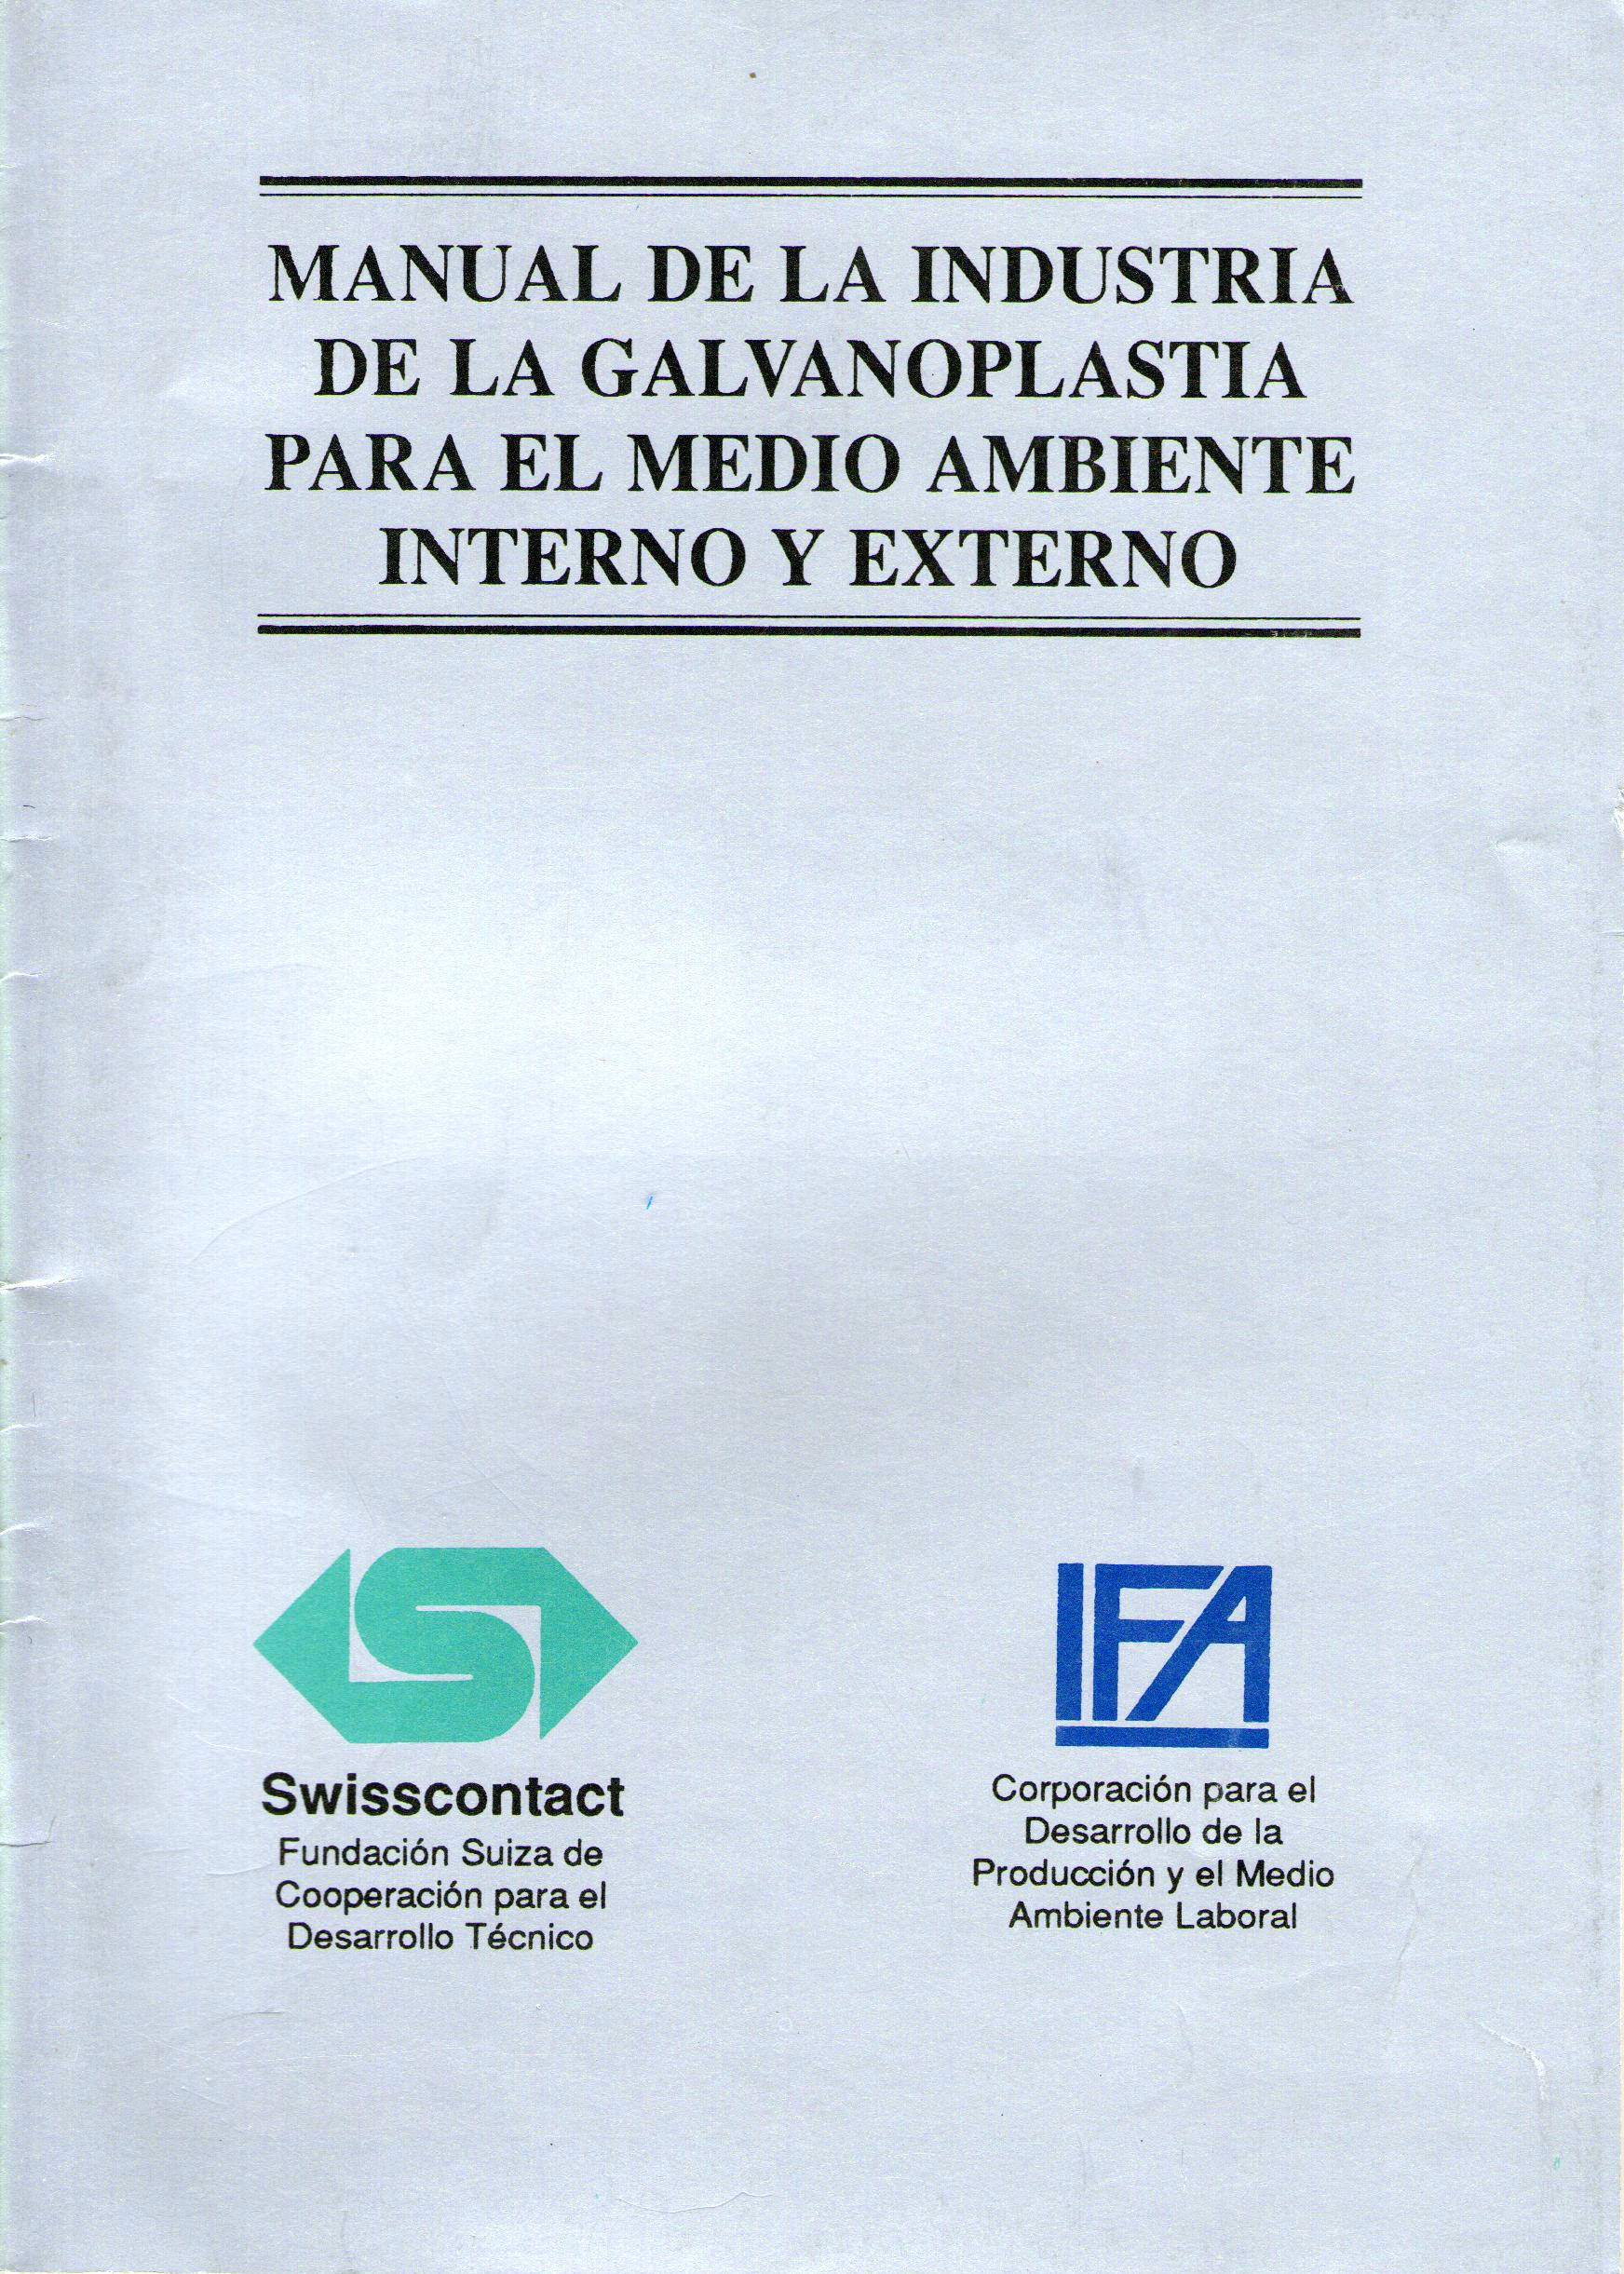 MANUAL DE LA INDUSTRIA
DE LA GALVANOPLASTIA
PARA EL MEDIO AMBIENTE
INTERNO Y EXTERNO
IFA
Swisscontact
Fundación Suiza de
Cooperación para el
Desarrollo Técnico
Corporación para el
Desarrollo de la
Producción y el Medio
Ambiente Laboral